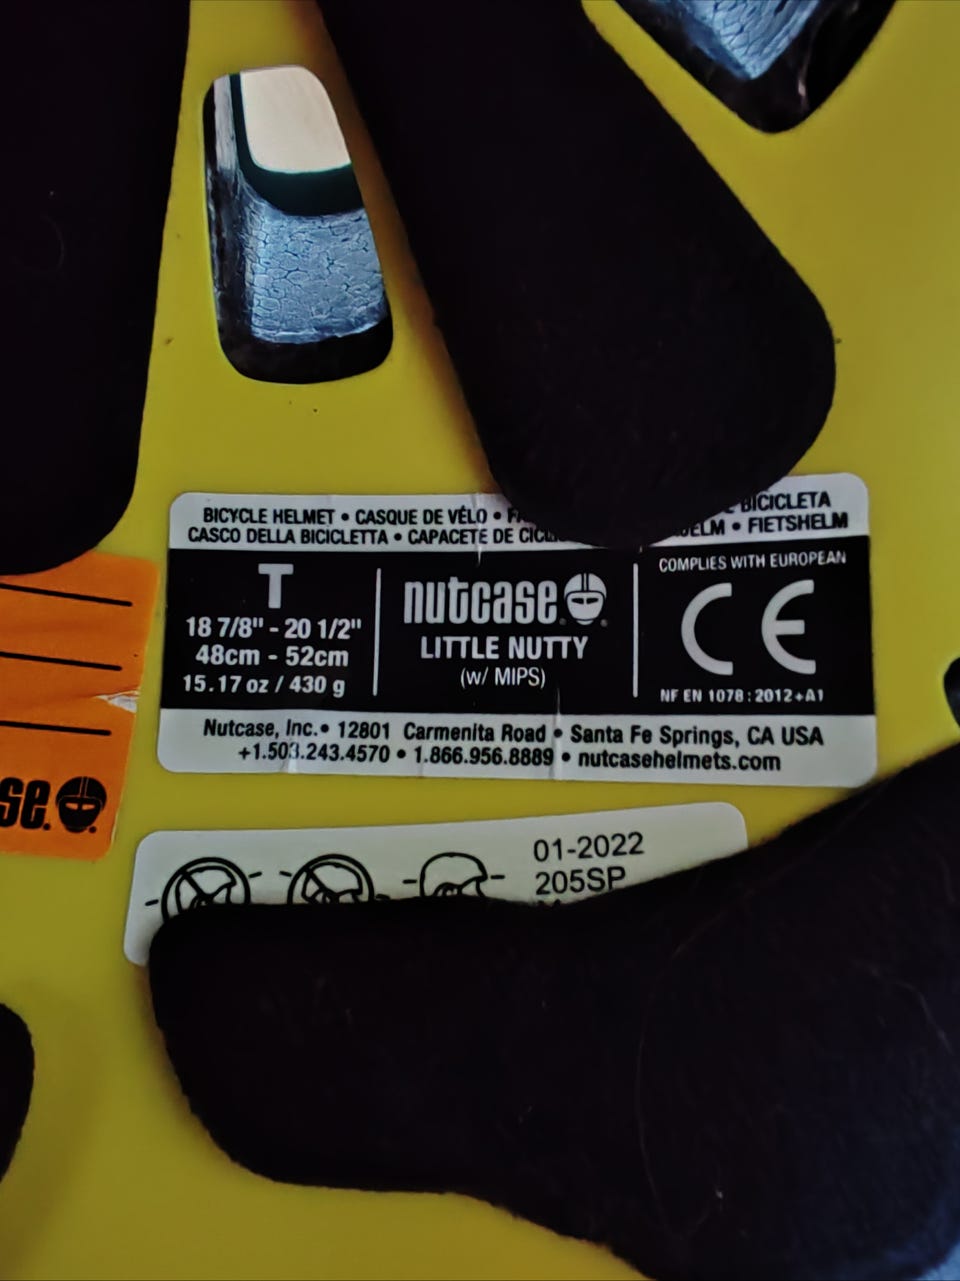 BICYCLE HELMET • CASQUE DE VÉLO •
BICICLETA
CASCO DELLA BICICLETTA • CAPACETE DE
• FIETSHELM
T
18 7/8" - 20 1/2"
48cm - 52cm
15.17 oz / 430 g
nutcase
LITTLE NUTTY
(w/ MIPS)
COMPLIES WITH EUROPEAN
CE
NF EN 1078 : 2012+A1
Nutcase, Inc. • 12801 Carmenita Road • Santa Fe Springs, CA USA
+1.503.243.4570 • 1.866.956.8889 • nutcasehelmets.com
01-2022
205SP